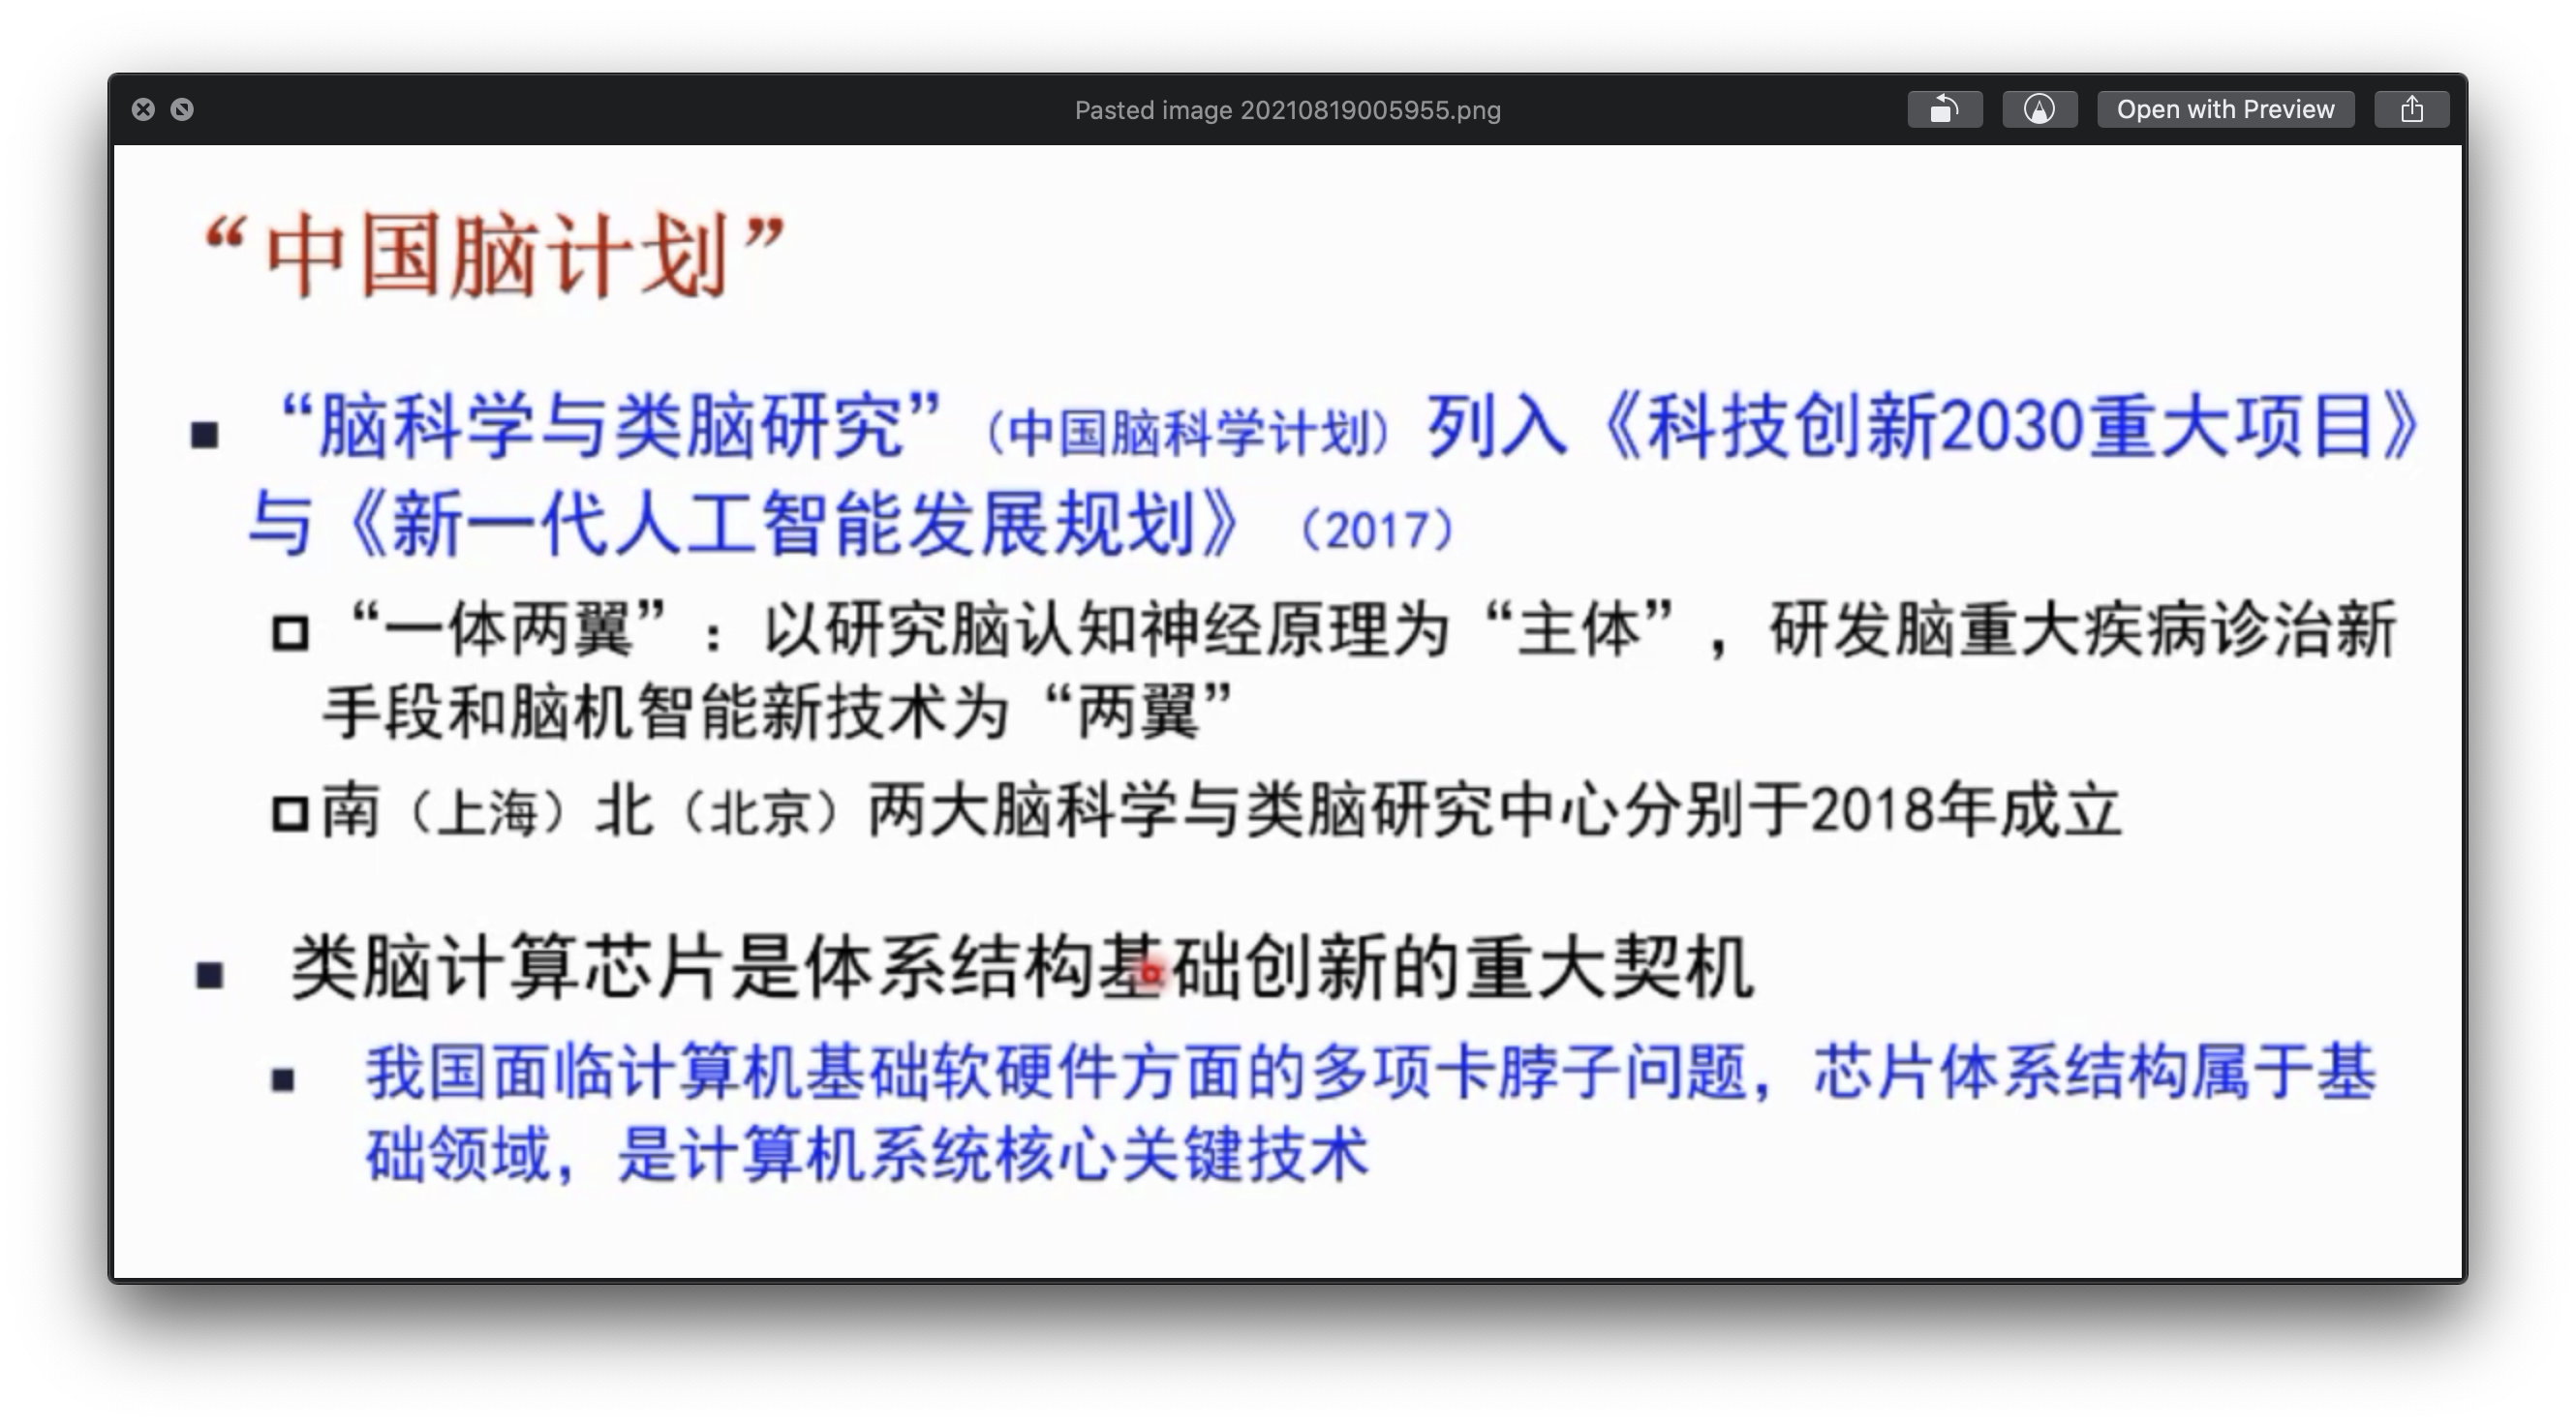 Pasted image 20210819005955.png
Open with Preview
“中国脑计划”
“脑科学与类脑研究”（中国脑科学计划）列入《科技创新2030重大项目》
与《新一代人工智能发展规划》（2017）
“一体两翼”：以研究脑认知神经原理为“主体”，研发脑重大疾病诊治新
手段和脑机智能新技术为“两翼”
南（上海）北（北京）两大脑科学与类脑研究中心分别于2018年成立
类脑计算芯片是体系结构基础创新的重大契机
我国面临计算机基础软硬件方面的多项卡脖子问题，芯片体系结构属于基
础领域，是计算机系统核心关键技术